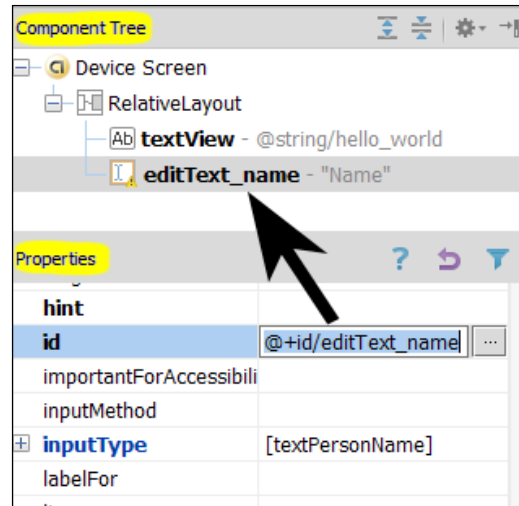 Component Tree
Device Screen
RelativeLayout
Ab textView - @string/hello_world
editText_name - "Name"
Properties
?
hint
id @+id/editText_name ...
importantForAccessibili
inputMethod
inputType [textPersonName]
labelFor